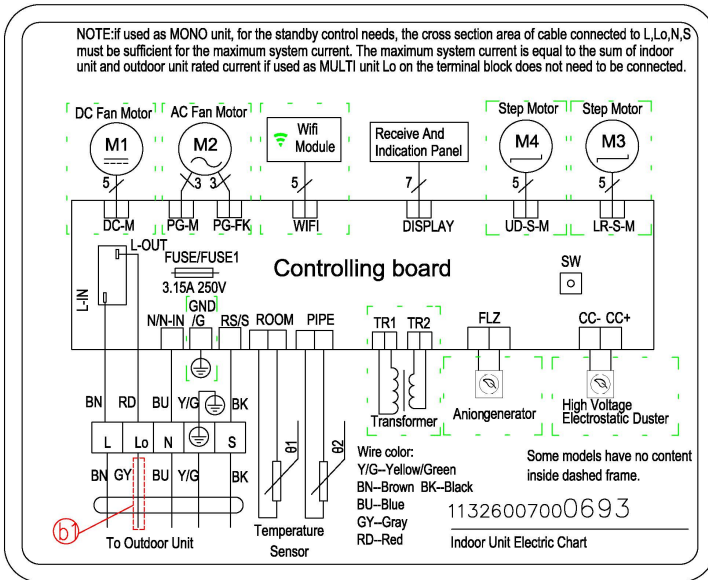 NOTE:if used as MONO unit, for the standby control needs, the cross section area of cable connected to L,Lo,N,S
must be sufficient for the maximum system current. The maximum system current is equal to the sum of indoor
unit and outdoor unit rated current if used as MULTI unit Lo on the terminal block does not need to be connected.
DC Fan Motor
AC Fan Motor
Step Motor
Step Motor
M1
M2
Wifi
Module
Receive And
Indication Panel
M4
M3
5
3
3
5
7
5
5
DC-M
PG-M
PG-FK
WIFI
DISPLAY
UD-S-M
LR-S-M
L-OUT
L-IN
FUSE/FUSE1
3.15A 250V
Controlling board
SW
N/N-IN
GND
/G
RS/S
ROOM
PIPE
TR1
TR2
FLZ
CC- CC+
BN
RD
BU
Y/G
BK
L
Lo
N
S
θ1
θ2
Transformer
Aniongenerator
High Voltage
Electrostatic Duster
BN
GY
BU
Y/G
BK
b1
To Outdoor Unit
Temperature
Sensor
Wire color:
Y/G--Yellow/Green
BN--Brown BK--Black
BU--Blue
GY--Gray
RD--Red
Some models have no content
inside dashed frame.
11326007000693
Indoor Unit Electric Chart